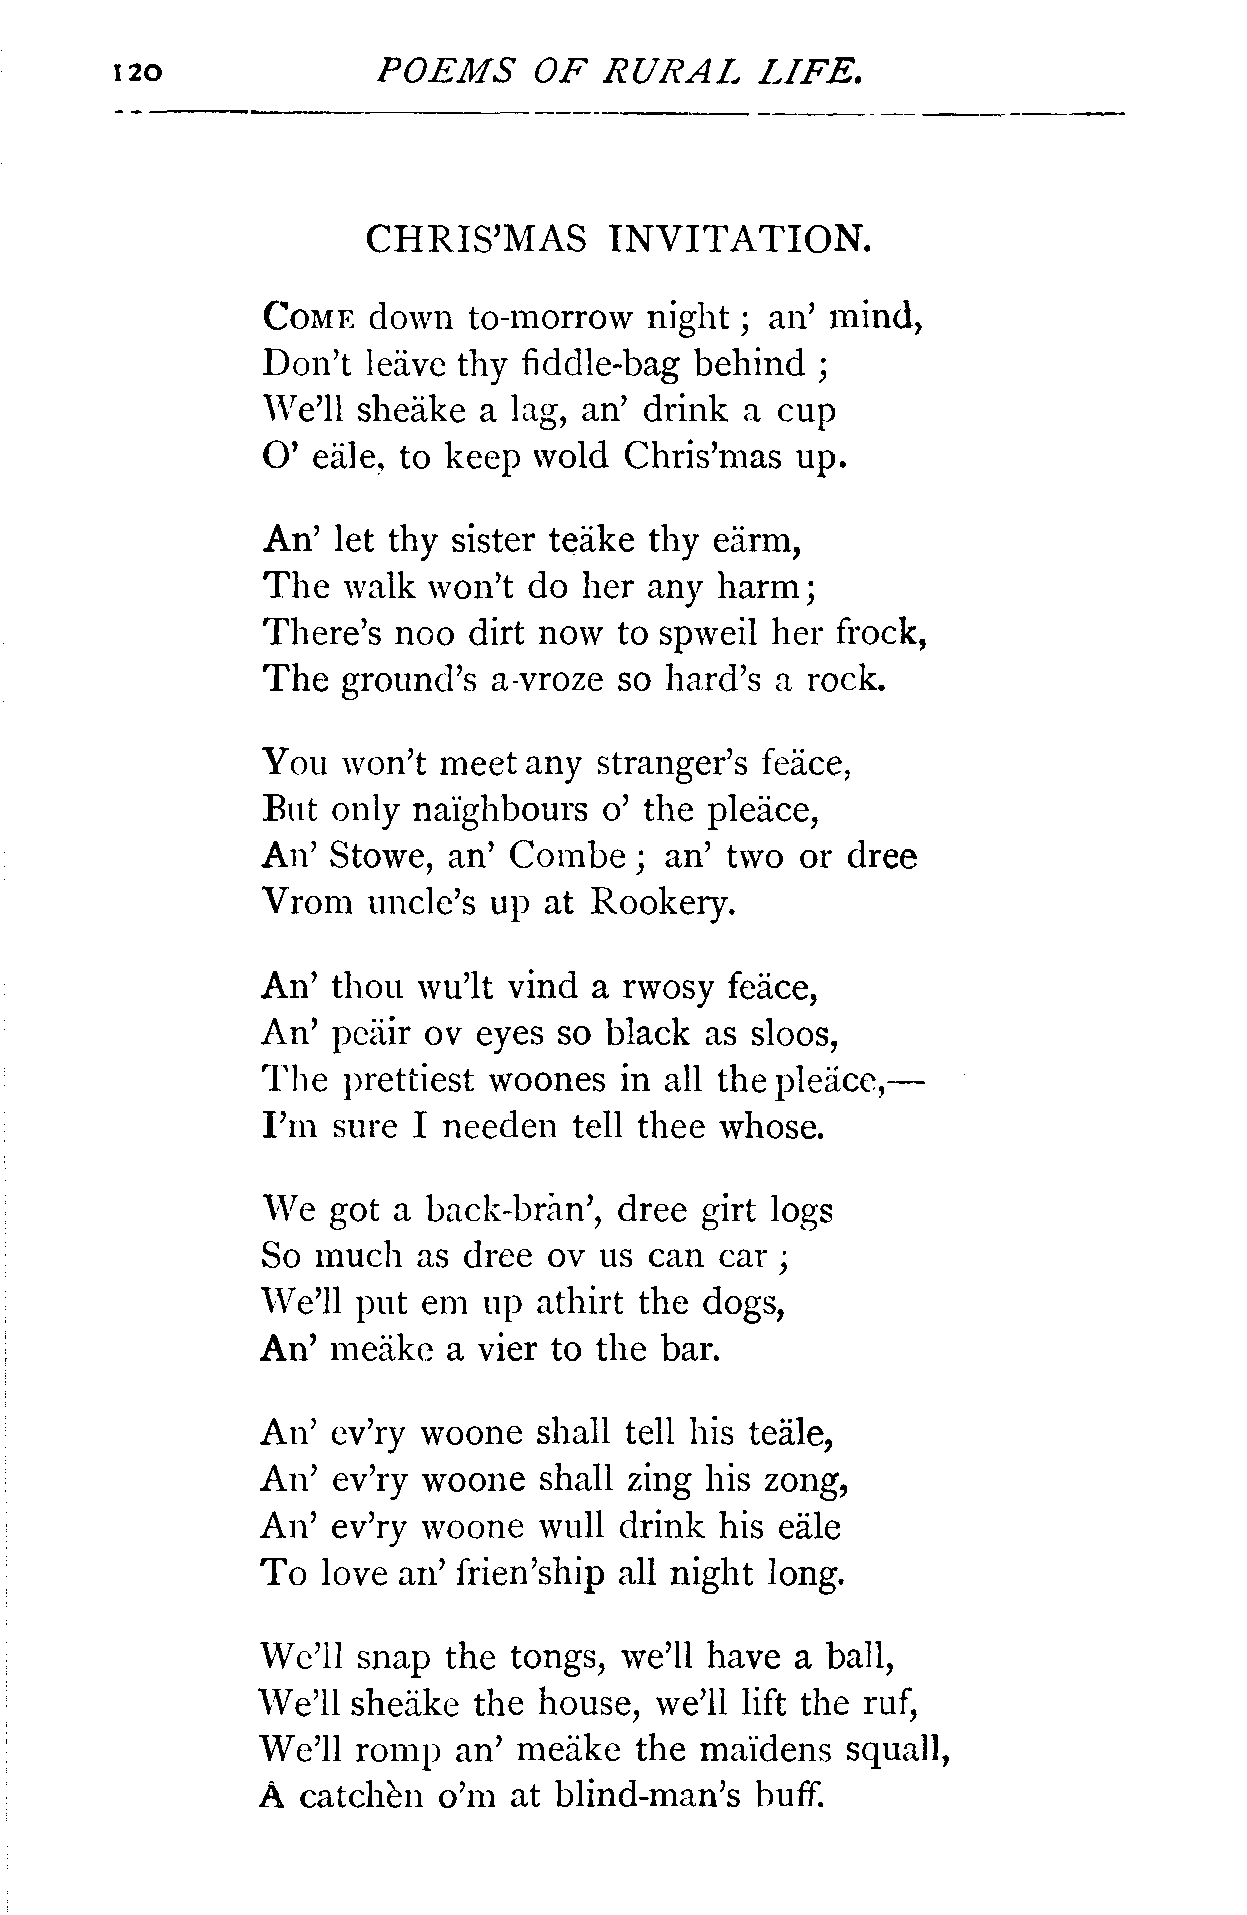 120 POEMS OF RURAL LIFE.
CHRIS'MAS INVITATION.
COME down to-morrow night ; an' mind,
Don't leäve thy fiddle-bag behind ;
We'll sheäke a lag, an' drink a cup
O' eäle, to keep wold Chris'mas up.
An' let thy sister teäke thy eärm,
The walk won't do her any harm ;
There's noo dirt now to spweil her frock,
The ground's a-vroze so hard's a rock.
You won't meet any stranger's feäce,
But only naïghbours o' the pleäce,
An' Stowe, an' Combe ; an' two or dree
Vrom uncle's up at Rookery.
An' thou wu'lt vind a rwosy feäce,
An' peäir ov eyes so black as sloos,
The prettiest woones in all the pleäce,—
I'm sure I needen tell thee whose.
We got a back-bran', dree girt logs
So much as dree ov us can car ;
We'll put em up athirt the dogs,
An' meäke a vier to the bar.
An' ev'ry woone shall tell his teäle,
An' ev'ry woone shall zing his zong,
An' ev'ry woone wull drink his eäle
To love an' frien'ship all night long.
We'll snap the tongs, we'll have a ball,
We'll sheäke the house, we'll lift the ruf,
We'll romp an' meäke the maïdens squall,
A catchèn o'm at blind-man's buff.